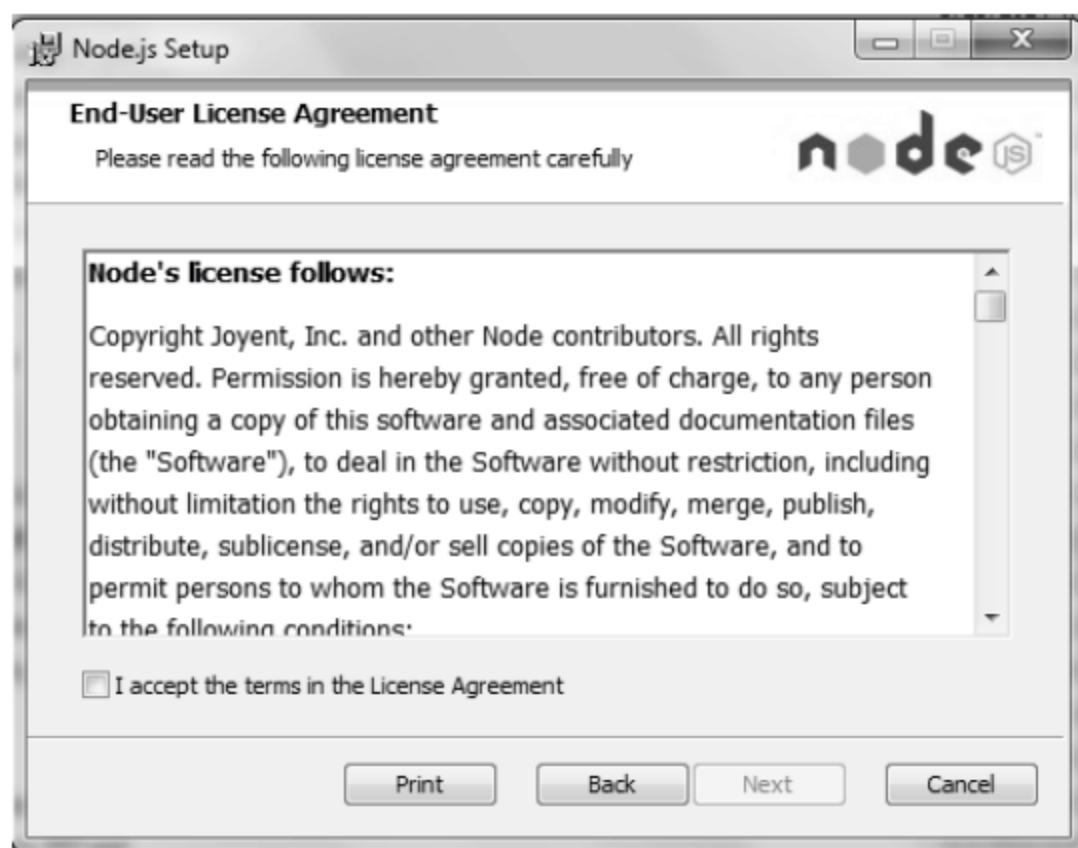 Node.js Setup
End-User License Agreement
Please read the following license agreement carefully
node JS
Node's license follows:
Copyright Joyent, Inc. and other Node contributors. All rights
reserved. Permission is hereby granted, free of charge, to any person
obtaining a copy of this software and associated documentation files
(the "Software"), to deal in the Software without restriction, including
without limitation the rights to use, copy, modify, merge, publish,
distribute, sublicense, and/or sell copies of the Software, and to
permit persons to whom the Software is furnished to do so, subject
to the following conditions:
I accept the terms in the License Agreement
Print Back Next Cancel